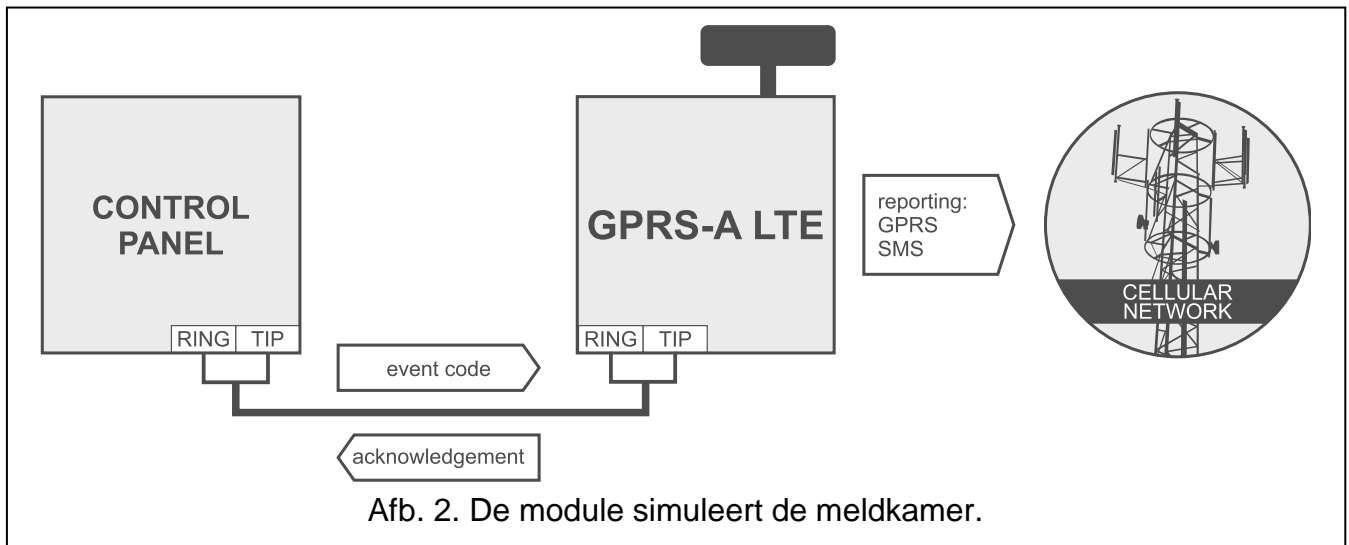 CONTROL
PANEL
RING TIP
GPRS-A LTE
RING TIP
event code
acknowledgement
reporting:
GPRS
SMS
CELLULAR
NETWORK
Afb. 2. De module simuleert de meldkamer.